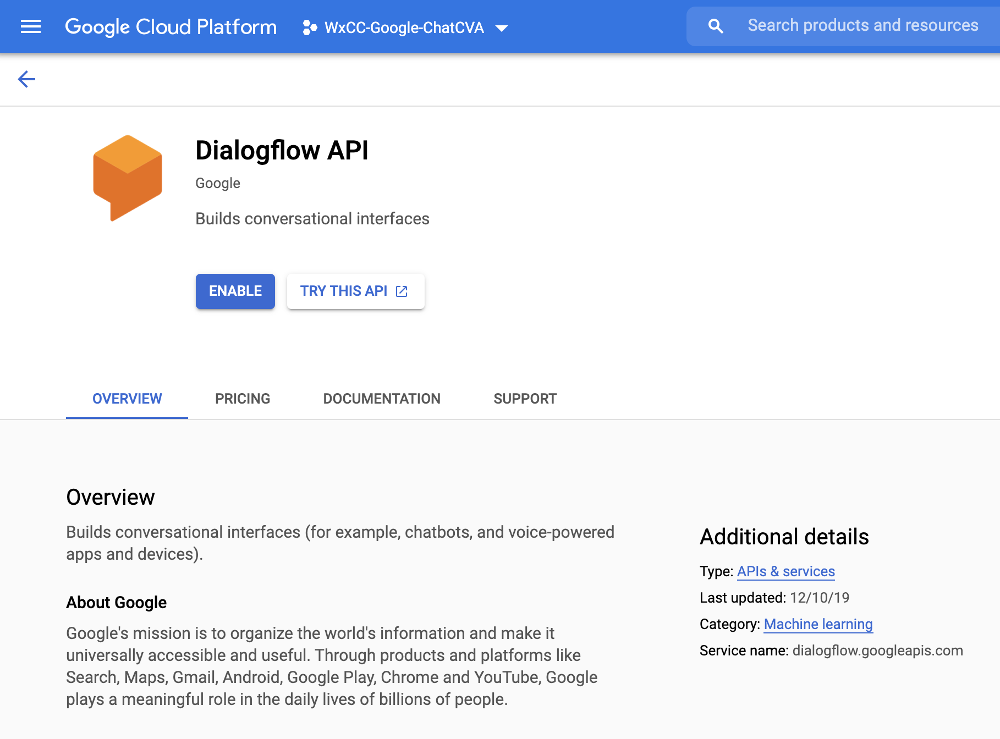 Google Cloud Platform
WxCC-Google-ChatCVA
Search products and resources
Dialogflow API
Google
Builds conversational interfaces
ENABLE
TRY THIS API
OVERVIEW
PRICING
DOCUMENTATION
SUPPORT
Overview
Builds conversational interfaces (for example, chatbots, and voice-powered
apps and devices).
About Google
Google's mission is to organize the world's information and make it
universally accessible and useful. Through products and platforms like
Search, Maps, Gmail, Android, Google Play, Chrome and YouTube, Google
plays a meaningful role in the daily lives of billions of people.
Additional details
Type: APIs & services
Last updated: 12/10/19
Category: Machine learning
Service name: dialogflow.googleapis.com